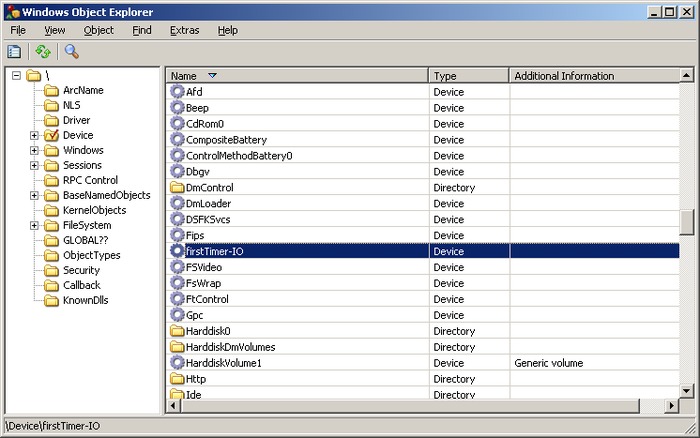 Windows Object Explorer
File View Object Find Extras Help
\
ArcName
NLS
Driver
Device
Windows
Sessions
RPC Control
BaseNamedObjects
KernelObjects
FileSystem
GLOBAL??
ObjectTypes
Security
Callback
KnownDlls
Name Type Additional Information
Afd Device
Beep Device
CdRom0 Device
CompositeBattery Device
ControlMethodBattery0 Device
Dbgv Device
DmControl Directory
DmLoader Device
DSFKSvcs Device
Fips Device
firstTimer-IO Device
FSVideo Device
FsWrap Device
FtControl Device
Gpc Device
Harddisk0 Directory
HarddiskDmVolumes Directory
HarddiskVolume1 Device Generic volume
Http Directory
Ide Directory
\Device\firstTimer-IO